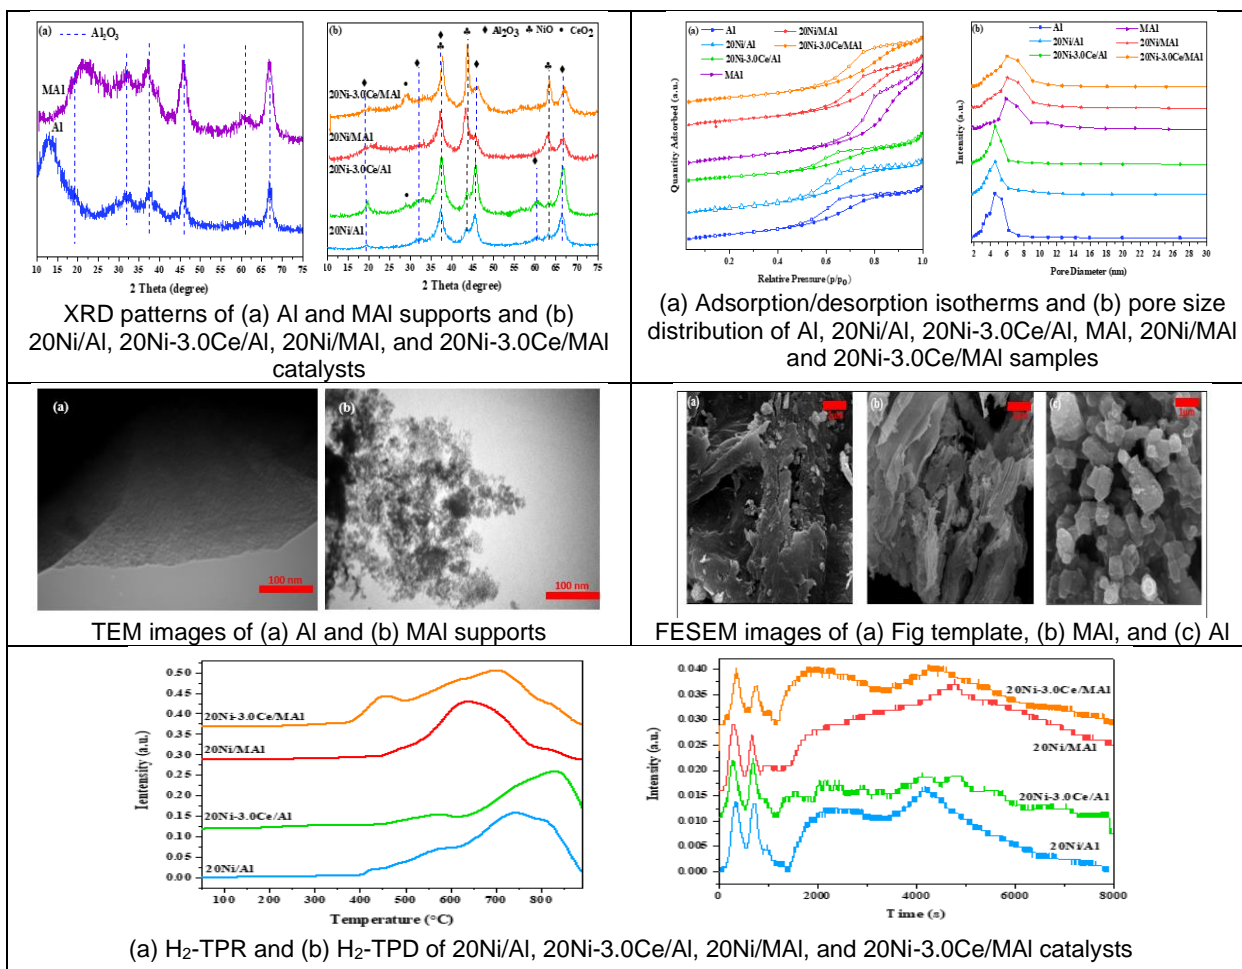 (a)
Al₂O₃
MAl
Al
10 15 20 25 30 35 40 45 50 55 60 65 70 75
2 Theta (degree)
(b)
♦ Al₂O₃ ♣ NiO • CeO₂
20Ni-3.0Ce/MAl
20Ni/MAl
20Ni-3.0Ce/Al
20Ni/Al
10 15 20 25 30 35 40 45 50 55 60 65 70 75
2 Theta (degree)
XRD patterns of (a) Al and MAl supports and (b)
20Ni/Al, 20Ni-3.0Ce/Al, 20Ni/MAl, and 20Ni-3.0Ce/MAl
catalysts
(a)
Al
20Ni/Al
20Ni-3.0Ce/Al
MAl
20Ni/MAl
20Ni-3.0Ce/MAl
Quantity Adsorbed (a.u.)
0.2 0.4 0.6 0.8 1.0
Relative Pressure (p/p₀)
(b)
Al
20Ni/Al
20Ni-3.0Ce/Al
MAl
20Ni/MAl
20Ni-3.0Ce/MAl
Intensity (a.u.)
2 4 6 8 10 12 14 16 18 20 22 24 26 28 30
Pore Diameter (nm)
(a) Adsorption/desorption isotherms and (b) pore size
distribution of Al, 20Ni/Al, 20Ni-3.0Ce/Al, MAl, 20Ni/MAl
and 20Ni-3.0Ce/MAl samples
(a)
100 nm
(b)
100 nm
TEM images of (a) Al and (b) MAl supports
(a)
(b)
(c)
1μm
FESEM images of (a) Fig template, (b) MAl, and (c) Al
0.50
0.45
0.40
0.35
0.30
0.25
0.20
0.15
0.10
0.05
0.00
Ientensity (a.u.)
20Ni-3.0Ce/MAl
20Ni/MAl
20Ni-3.0Ce/Al
20Ni/Al
100 200 300 400 500 600 700 800
Temperature (°C)
0.040
0.035
0.030
0.025
0.020
0.015
0.010
0.005
0.000
Intensity (a.u.)
20Ni-3.0Ce/MAl
20Ni/MAl
20Ni-3.0Ce/Al
20Ni/Al
0 2000 4000 6000 8000
Time (s)
(a) H₂-TPR and (b) H₂-TPD of 20Ni/Al, 20Ni-3.0Ce/Al, 20Ni/MAl, and 20Ni-3.0Ce/MAl catalysts